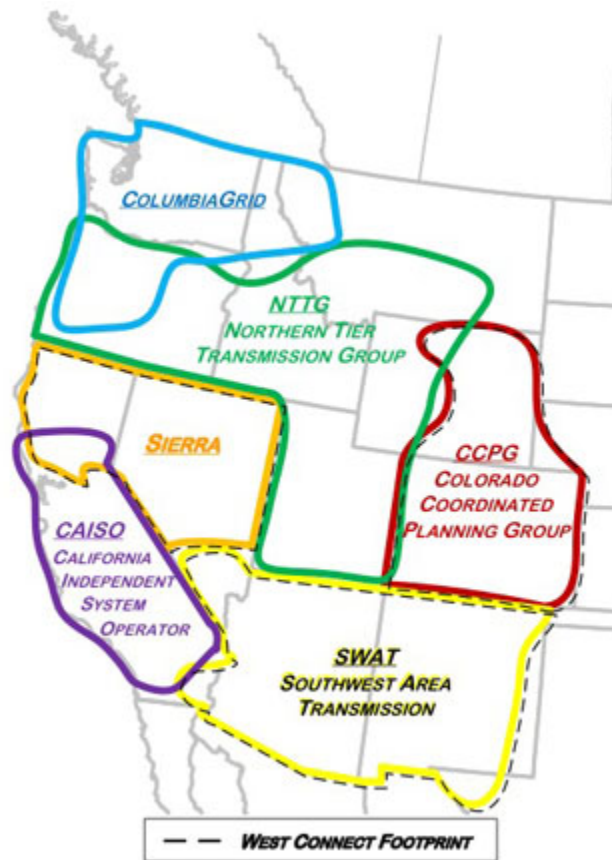 COLUMBIAGRID
NTTG
NORTHERN TIER
TRANSMISSION GROUP
SIERRA
CCPG
COLORADO
COORDINATED
PLANNING GROUP
CAISO
CALIFORNIA
INDEPENDENT
SYSTEM
OPERATOR
SWAT
SOUTHWEST AREA
TRANSMISSION
WEST CONNECT FOOTPRINT